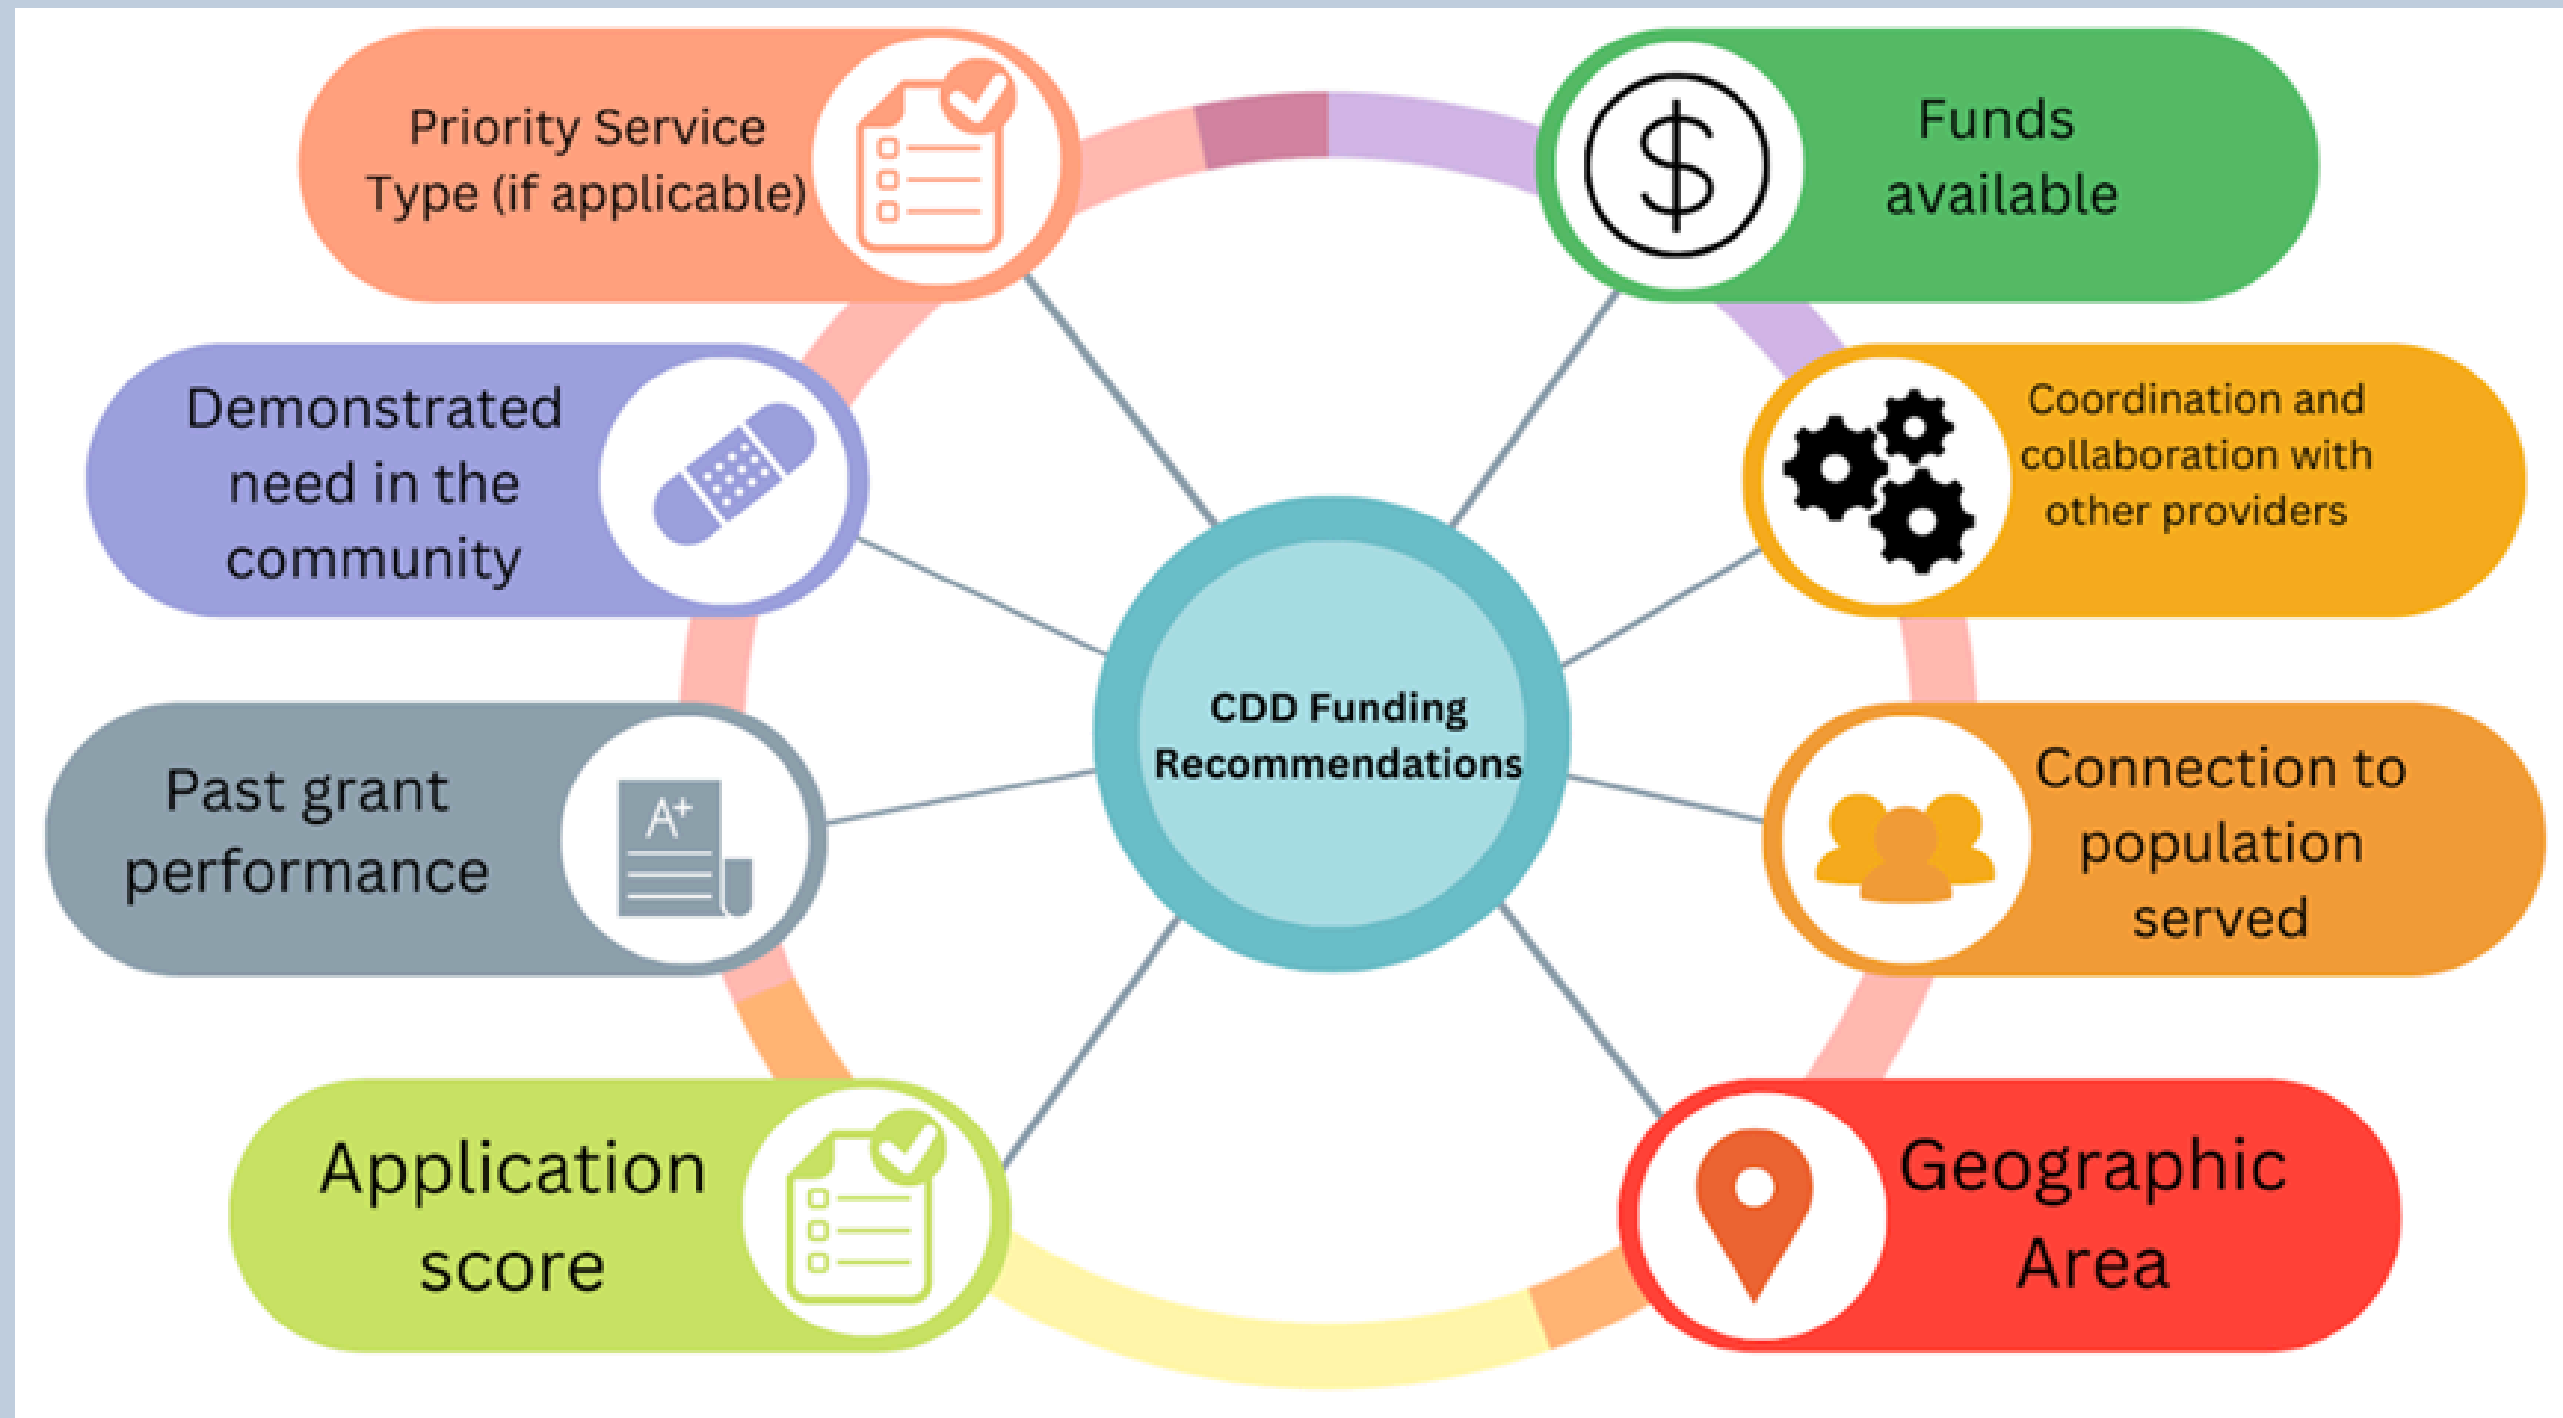 Priority Service
Type (if applicable)
Funds
available
Demonstrated
need in the
community
Coordination and
collaboration with
other providers
CDD Funding
Recommendations
Past grant
performance
A+
Connection to
population
served
Application
score
Geographic
Area